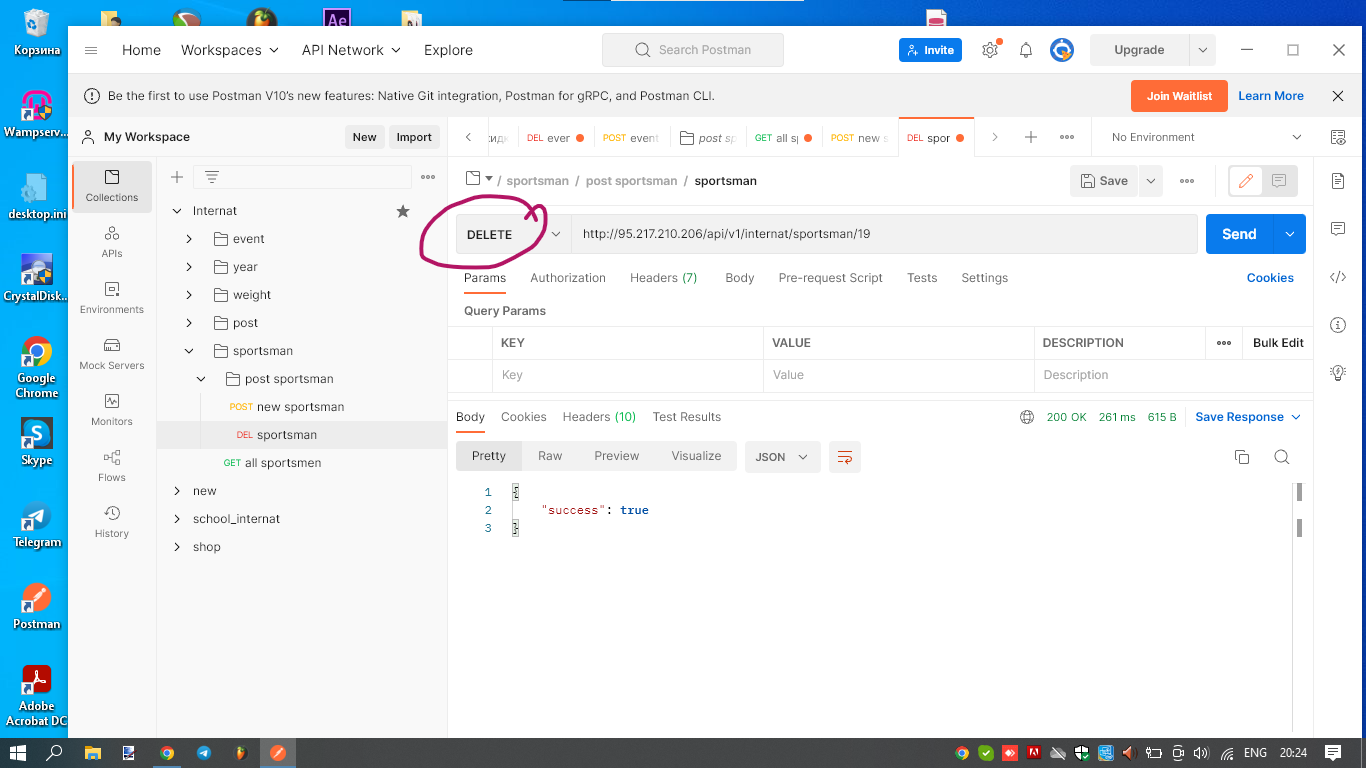 Корзина
Ae
Wampserv...
desktop.ini
CrystalDisk...
Google
Chrome
Skype
Telegram
Postman
Adobe
Acrobat DC
Home
Workspaces
API Network
Explore
Search Postman
Invite
Upgrade
Be the first to use Postman V10's new features: Native Git integration, Postman for gRPC, and Postman CLI.
Join Waitlist
Learn More
My Workspace
New
Import
DEL ever
POST event
post sp
GET all s
POST new s
DEL spor
No Environment
Collections
APIs
Environments
Mock Servers
Monitors
Flows
History
Internat
event
year
weight
post
sportsman
post sportsman
POST new sportsman
DEL sportsman
GET all sportsmen
new
school_internat
shop
/ sportsman / post sportsman / sportsman
Save
DELETE
http://95.217.210.206/api/v1/internat/sportsman/19
Send
Params
Authorization
Headers (7)
Body
Pre-request Script
Tests
Settings
Cookies
Query Params
KEY
VALUE
DESCRIPTION
Bulk Edit
Key
Value
Description
Body
Cookies
Headers (10)
Test Results
200 OK
261 ms
615 B
Save Response
Pretty
Raw
Preview
Visualize
JSON
1 {
2 "success": true
3 }
ENG
20:24